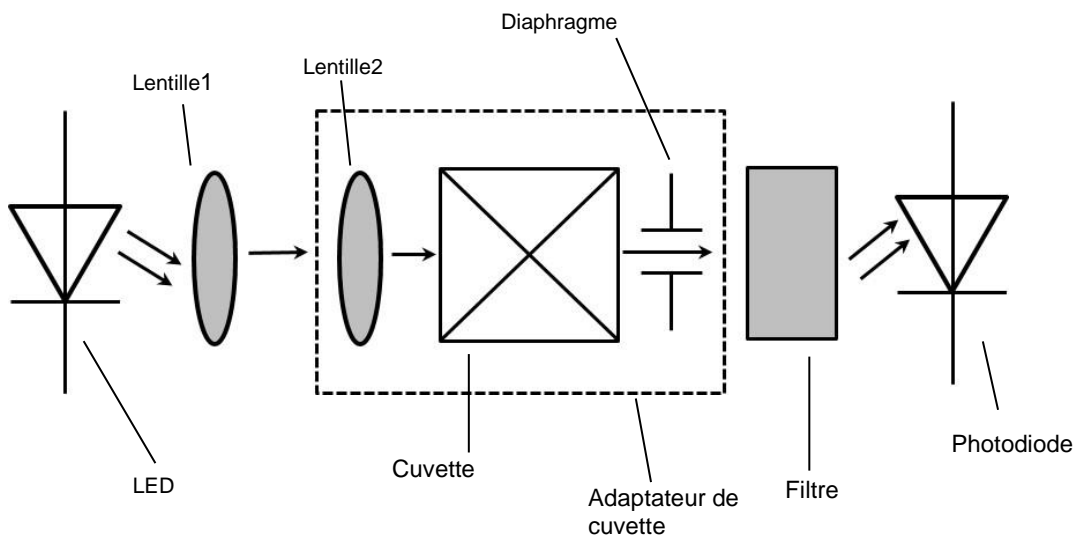 Diaphragme
Lentille2
Lentille1
Cuvette
LED
Adaptateur de
cuvette
Filtre
Photodiode